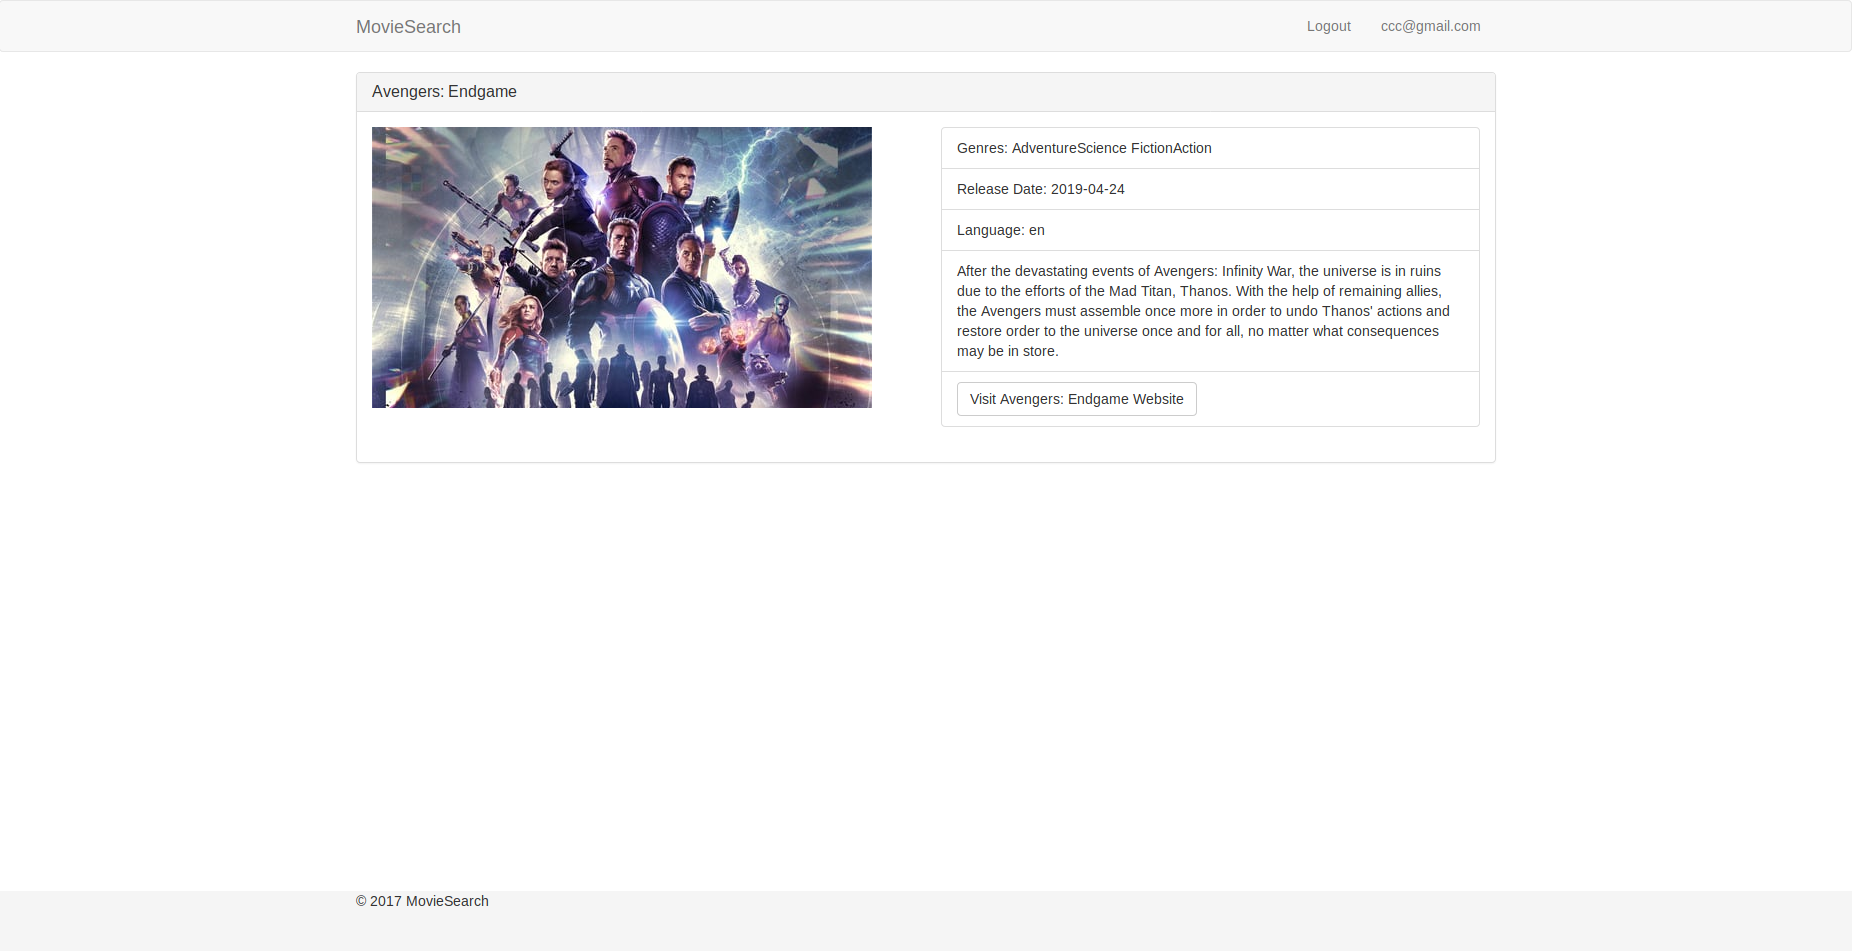 MovieSearch
Logout
ccc@gmail.com
Avengers: Endgame
Genres: AdventureScience FictionAction
Release Date: 2019-04-24
Language: en
After the devastating events of Avengers: Infinity War, the universe is in ruins
due to the efforts of the Mad Titan, Thanos. With the help of remaining allies,
the Avengers must assemble once more in order to undo Thanos' actions and
restore order to the universe once and for all, no matter what consequences
may be in store.
Visit Avengers: Endgame Website
© 2017 MovieSearch